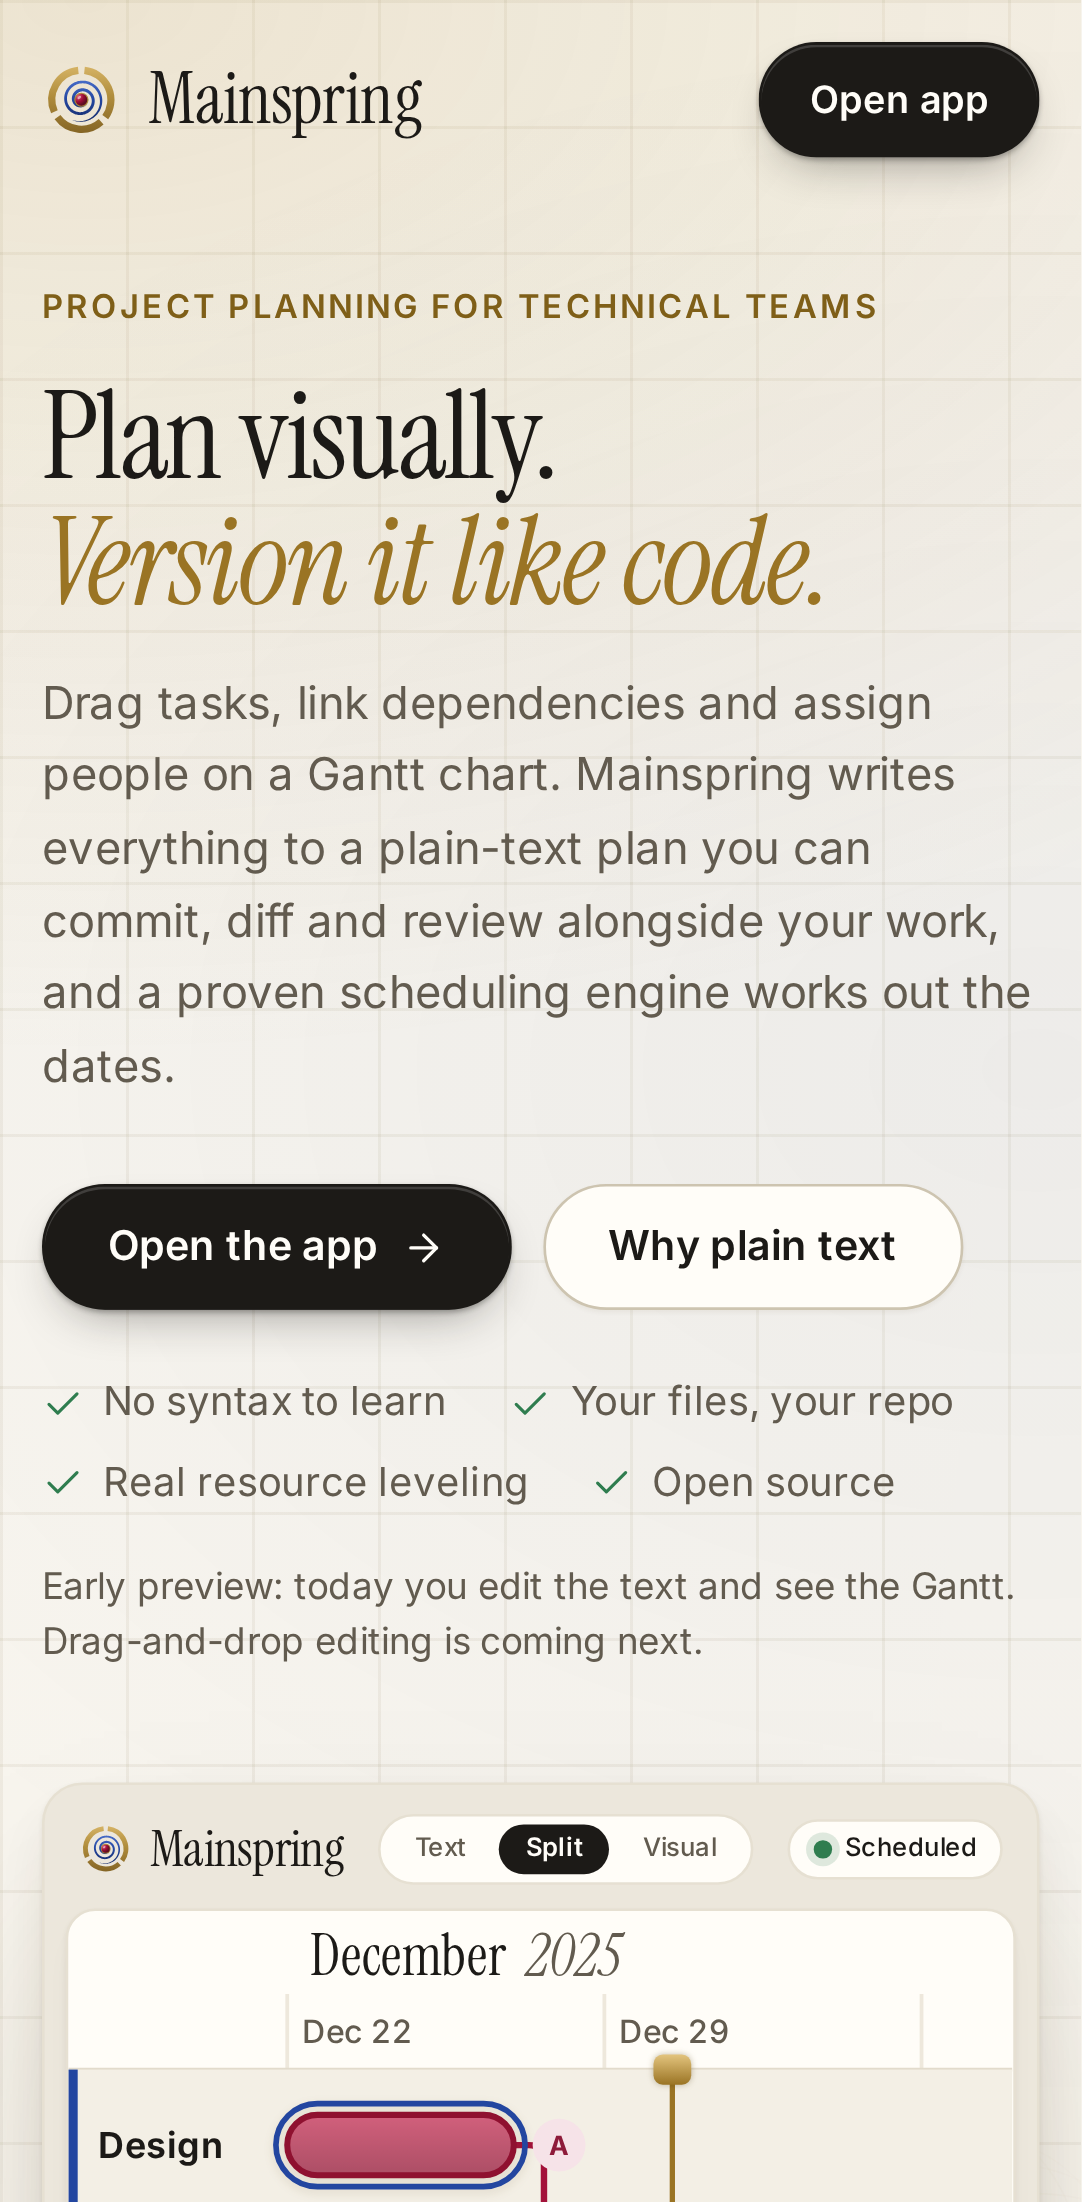 Mainspring
Open app
PROJECT PLANNING FOR TECHNICAL TEAMS
Plan visually.
Version it like code.
Drag tasks, link dependencies and assign
people on a Gantt chart. Mainspring writes
everything to a plain-text plan you can
commit, diff and review alongside your work,
and a proven scheduling engine works out the
dates.
Open the app →
Why plain text
No syntax to learn
Your files, your repo
Real resource leveling
Open source
Early preview: today you edit the text and see the Gantt.
Drag-and-drop editing is coming next.
Mainspring
Text
Split
Visual
Scheduled
December 2025
Dec 22
Dec 29
Design
A